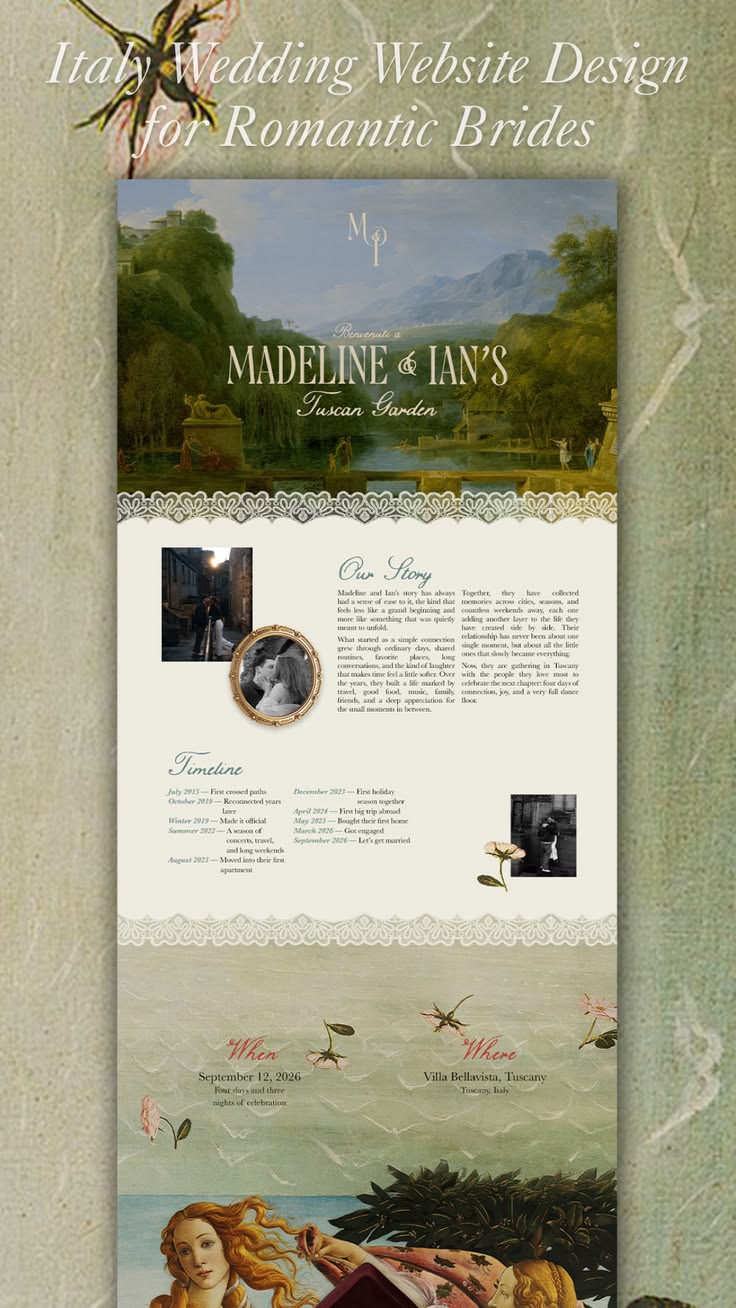 Italy Wedding Website Design
for Romantic Brides
M & I
Benvenuti a
MADELINE & IAN'S
Tuscan Garden
Our Story
Madeline and Ian's story has always
had a sense of ease to it, the kind that
feels less like a grand beginning and
more like something that was quietly
meant to unfold.
What started as a simple connection
grew through ordinary days, shared
routines, favorite places, long
conversations, and the kind of laughter
that makes time feel a little softer. Over
the years, they built a life marked by
travel, good food, music, family,
friends, and a deep appreciation for
the small moments in between.
Together, they have collected
memories across cities, seasons, and
countless weekends away, each one
adding another layer to the life they
have created side by side. Their
relationship has never been about one
single moment, but about all the little
ones that slowly became everything.
Now, they are gathering in Tuscany
with the people they love most to
celebrate the next chapter: four days of
connection, joy, and a very full dance
floor.
Timeline
July 2015 — First crossed paths
October 2019 — Reconnected years
later
Winter 2019 — Made it official
Summer 2022 — A season of
concerts, travel,
and long weekends
August 2023 — Moved into their first
apartment
December 2023 — First holiday
season together
April 2024 — First big trip abroad
May 2025 — Bought their first home
March 2026 — Got engaged
September 2026 — Let's get married
When
September 12, 2026
Four days and three
nights of celebration
Where
Villa Bellavista, Tuscany
Tuscany, Italy